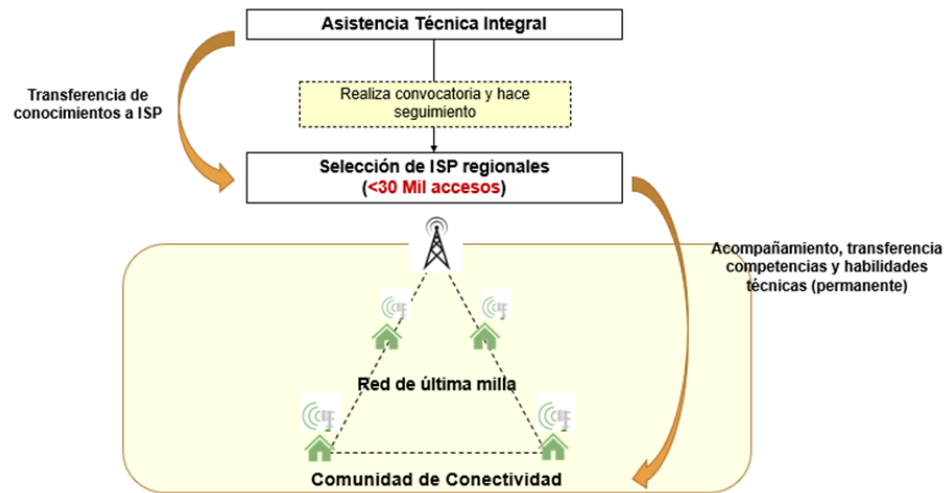 Asistencia Técnica Integral
Transferencia de
conocimientos a ISP
Realiza convocatoria y hace
seguimiento
Selección de ISP regionales
(<30 Mil accesos)
Acompañamiento, transferencia
competencias y habilidades
técnicas (permanente)
Red de última milla
Comunidad de Conectividad